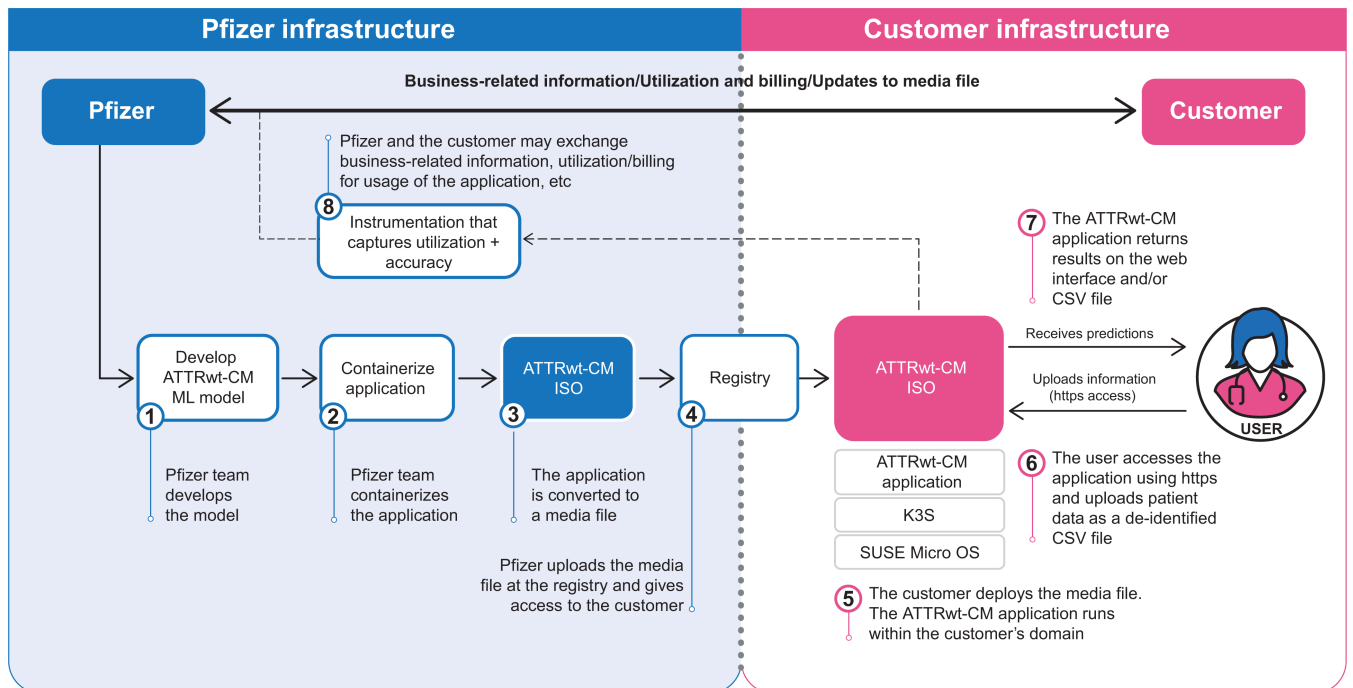 Pfizer infrastructure
Customer infrastructure
Business-related information/Utilization and billing/Updates to media file
Pfizer
Customer
Pfizer and the customer may exchange
business-related information, utilization/billing
for usage of the application, etc
8
Instrumentation that
captures utilization +
accuracy
7
The ATTRwt-CM
application returns
results on the web
interface and/or
CSV file
Develop
ATTRwt-CM
ML model
1
Pfizer team
develops
the model
Containerize
application
2
Pfizer team
containerizes
the application
ATTRwt-CM
ISO
3
The application
is converted to
a media file
Registry
4
Pfizer uploads the media
file at the registry and gives
access to the customer
ATTRwt-CM
ISO
Receives predictions
Uploads information
(https access)
USER
ATTRwt-CM
application
K3S
SUSE Micro OS
5
The customer deploys the media file.
The ATTRwt-CM application runs
within the customer's domain
6
The user accesses the
application using https
and uploads patient
data as a de-identified
CSV file